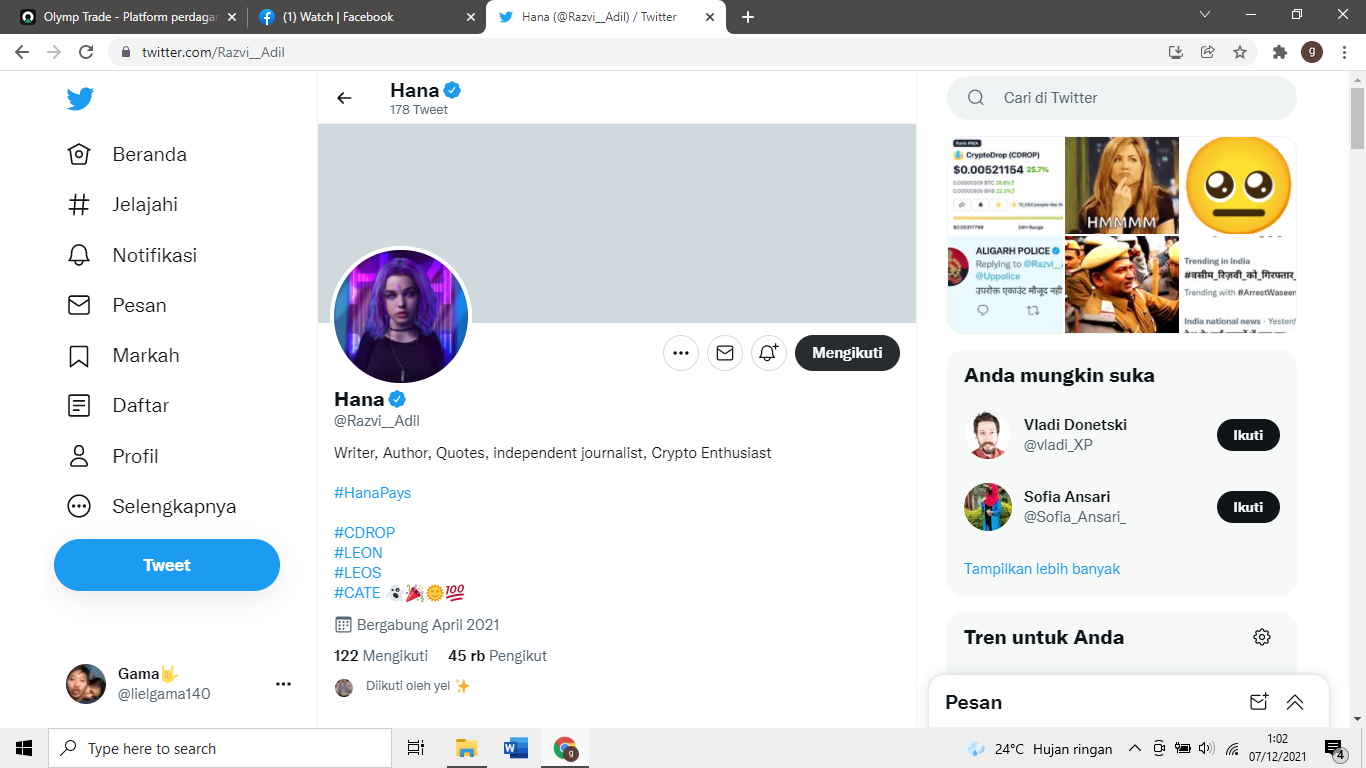 Olymp Trade - Platform perdagar
(1) Watch | Facebook
Hana (@Razvi__Adil) / Twitter
twitter.com/Razvi__Adil
g
Hana
178 Tweet
Cari di Twitter
Beranda
Jelajahi
Notifikasi
Pesan
Markah
Daftar
Profil
Selengkapnya
Tweet
Gama
@lielgama140
Mengikuti
Hana
@Razvi__Adil
Writer, Author, Quotes, independent journalist, Crypto Enthusiast
#HanaPays
#CDROP
#LEON
#LEOS
#CATE 👻🎉🌞💯
Bergabung April 2021
122 Mengikuti 45 rb Pengikut
Diikuti oleh yel ✨
CryptoDrop (CDROP)
$0.00521154 25.7%
24H Range
HMMMM
ALIGARH POLICE
Replying to @Razvi_
@Uppolice
उपरोक्त एकाउंट मौजूद नही
Trending in India
#वसीम_रिज़वी_को_गिरफ्तार_
Trending with #ArrestWaseem
India national news · Yesterd
Anda mungkin suka
Vladi Donetski
@vladi_XP
Ikuti
Sofia Ansari
@Sofia_Ansari_
Ikuti
Tampilkan lebih banyak
Tren untuk Anda
Pesan
Type here to search
g
24°C Hujan ringan
1:02
07/12/2021
4